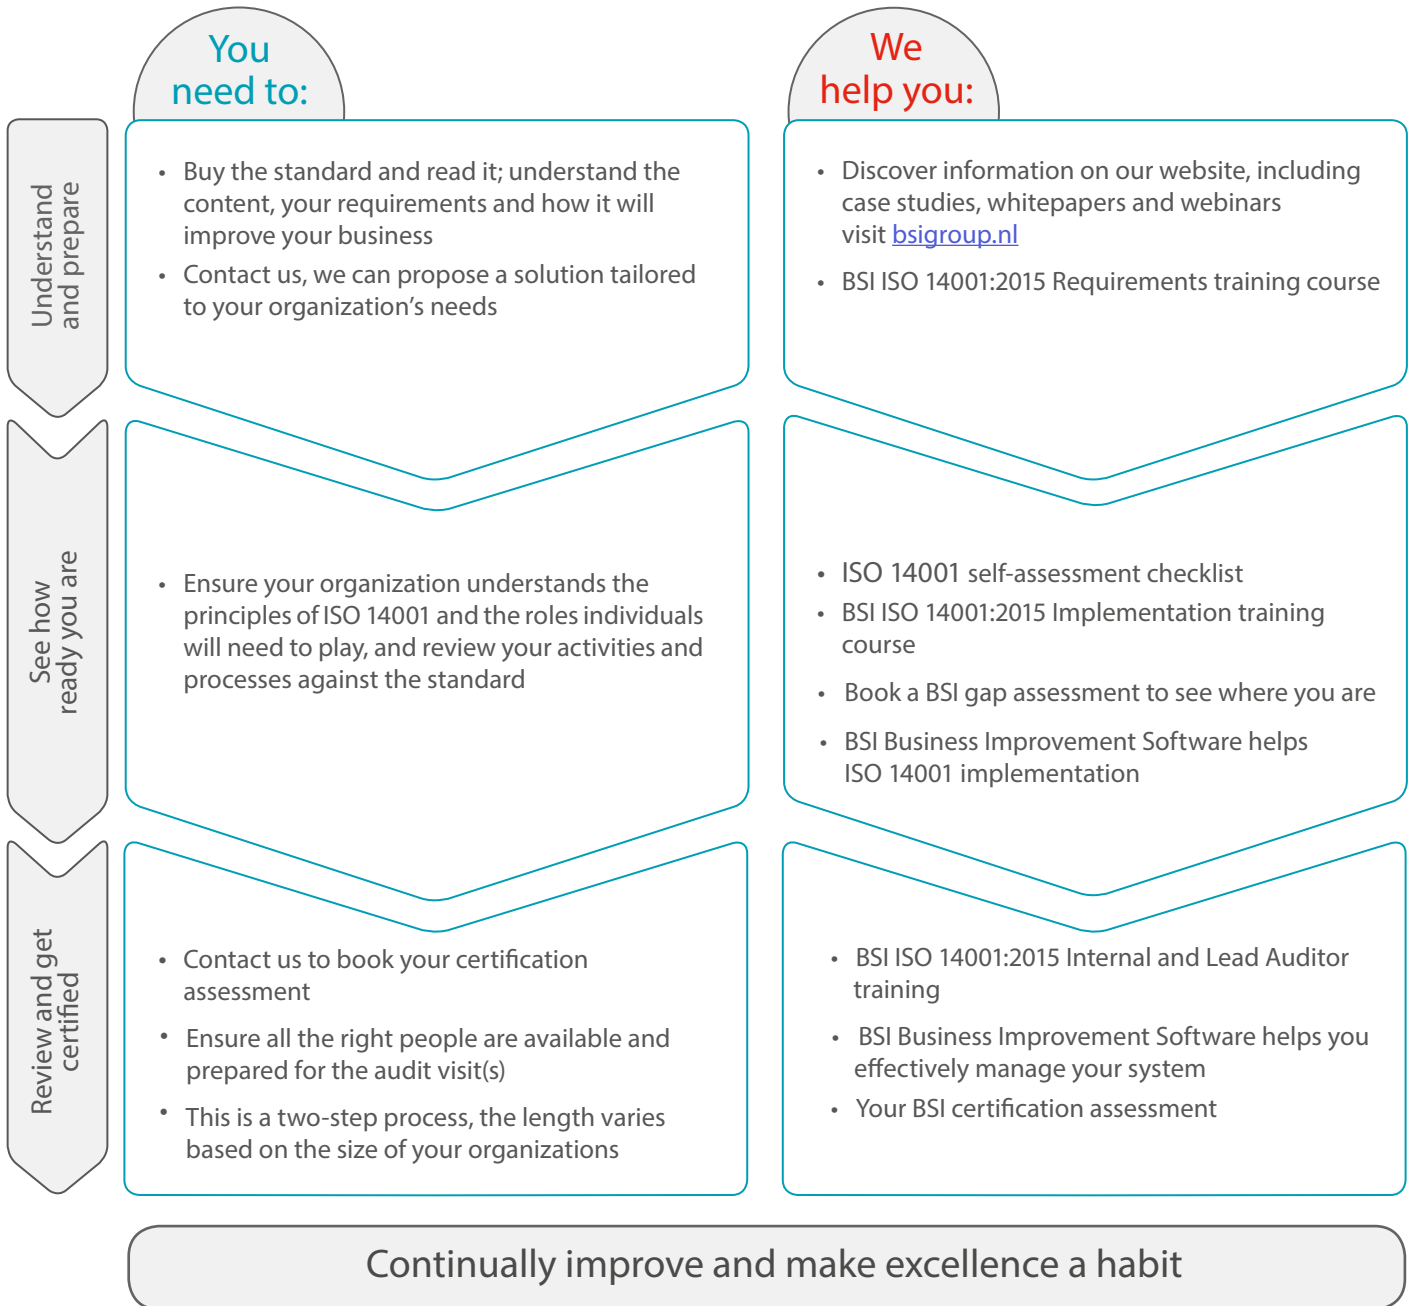 You
need to:
We
help you:
Understand
and prepare
• Buy the standard and read it; understand the
content, your requirements and how it will
improve your business
• Contact us, we can propose a solution tailored
to your organization's needs
• Discover information on our website, including
case studies, whitepapers and webinars
visit bsigroup.nl
• BSI ISO 14001:2015 Requirements training course
See how
ready you are
• Ensure your organization understands the
principles of ISO 14001 and the roles individuals
will need to play, and review your activities and
processes against the standard
• ISO 14001 self-assessment checklist
• BSI ISO 14001:2015 Implementation training
course
• Book a BSI gap assessment to see where you are
• BSI Business Improvement Software helps
ISO 14001 implementation
Review and get
certified
• Contact us to book your certification
assessment
• Ensure all the right people are available and
prepared for the audit visit(s)
• This is a two-step process, the length varies
based on the size of your organizations
• BSI ISO 14001:2015 Internal and Lead Auditor
training
• BSI Business Improvement Software helps you
effectively manage your system
• Your BSI certification assessment
Continually improve and make excellence a habit